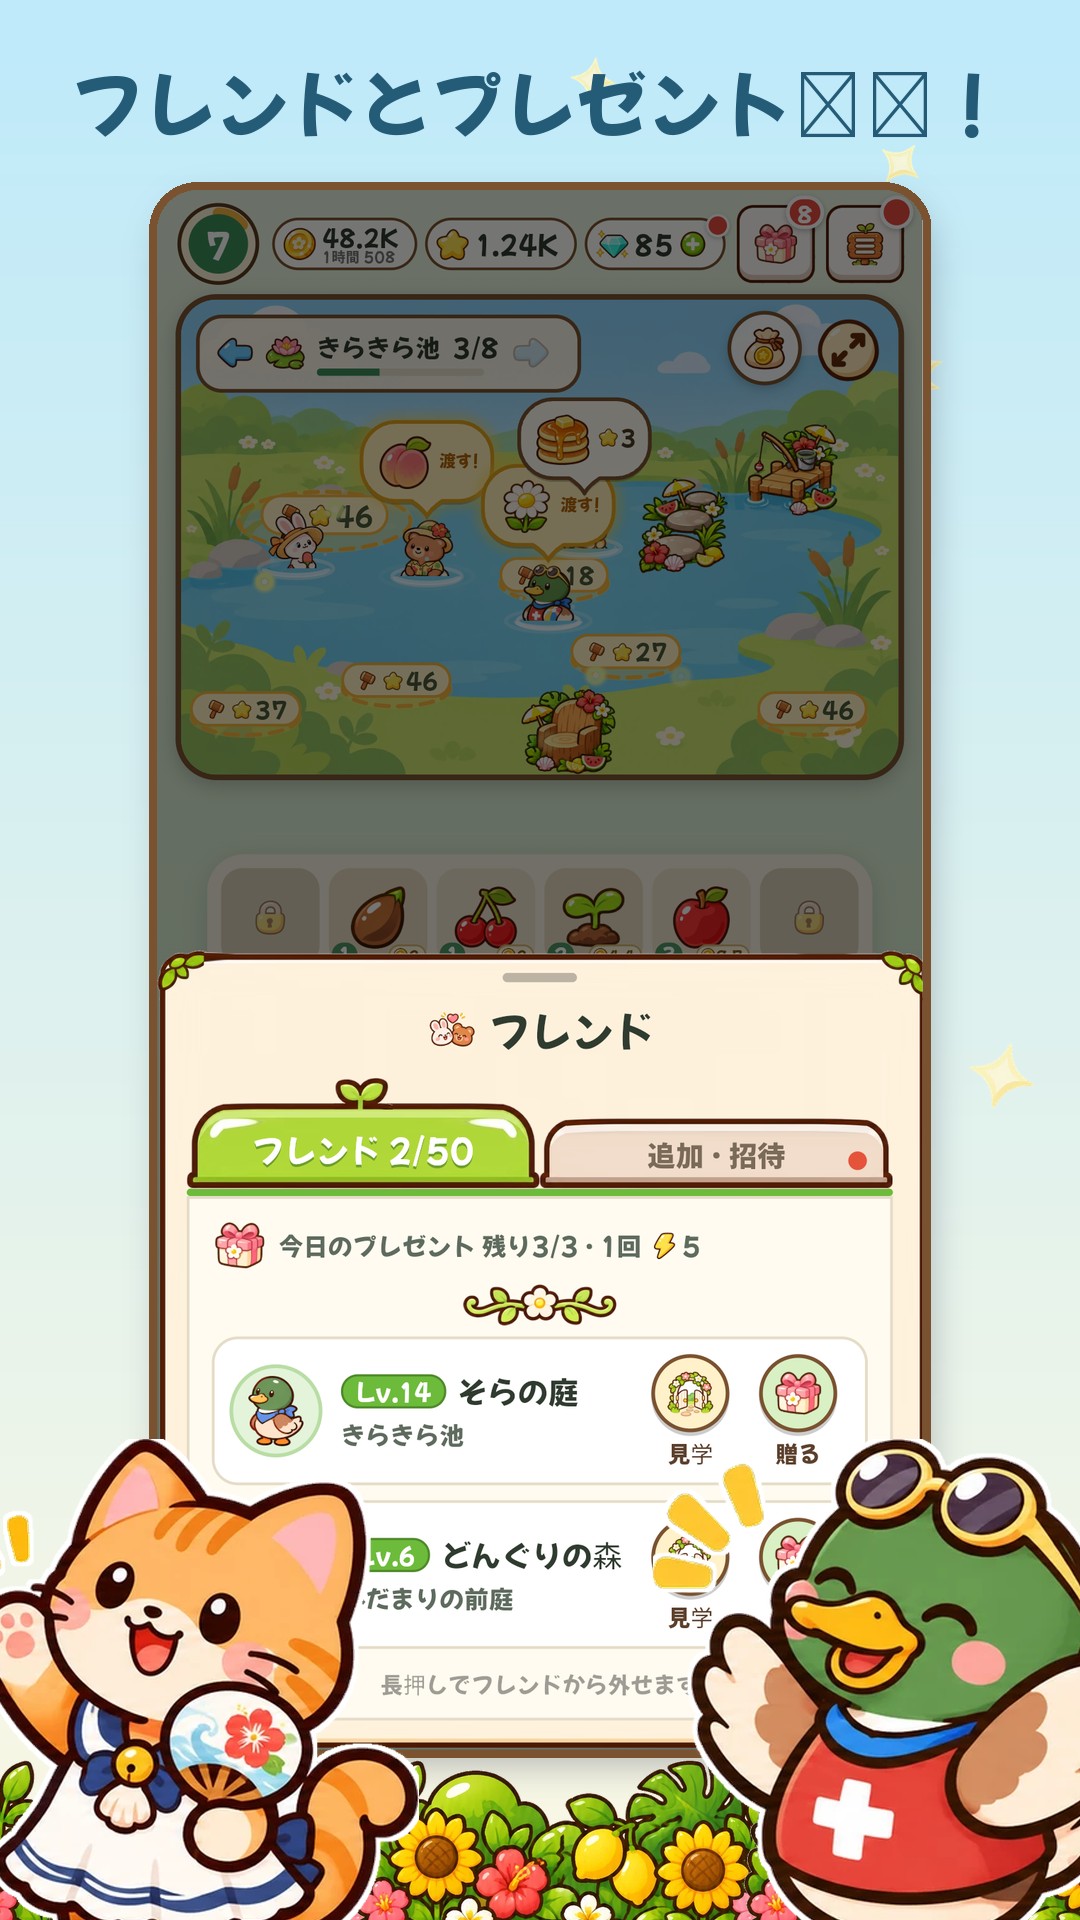 フレンドとプレゼント！
7
48.2K
1時間 508
1.24K
85
8
きらきら池 3/8
3
渡す!
渡す!
46
18
27
46
37
46
フレンド
フレンド 2/50
追加・招待
今日のプレゼント 残り3/3・1回 5
Lv.14 そらの庭
きらきら池
見学
贈る
v.6 どんぐりの森
だまりの前庭
見学
長押しでフレンドから外せます